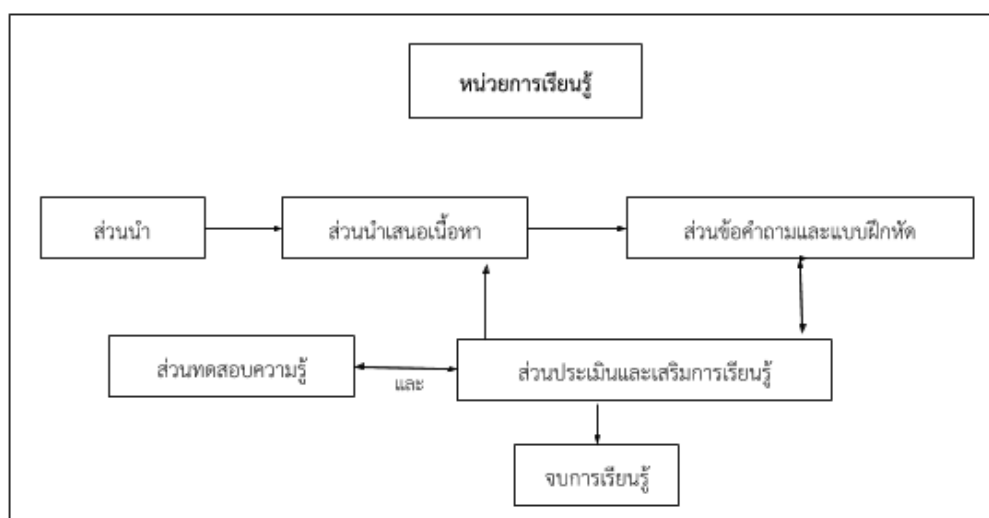 หน่วยการเรียนรู้
ส่วนนำ
ส่วนนำเสนอเนื้อหา
ส่วนข้อคำถามและแบบฝึกหัด
ส่วนทดสอบความรู้
และ
ส่วนประเมินและเสริมการเรียนรู้
จบการเรียนรู้